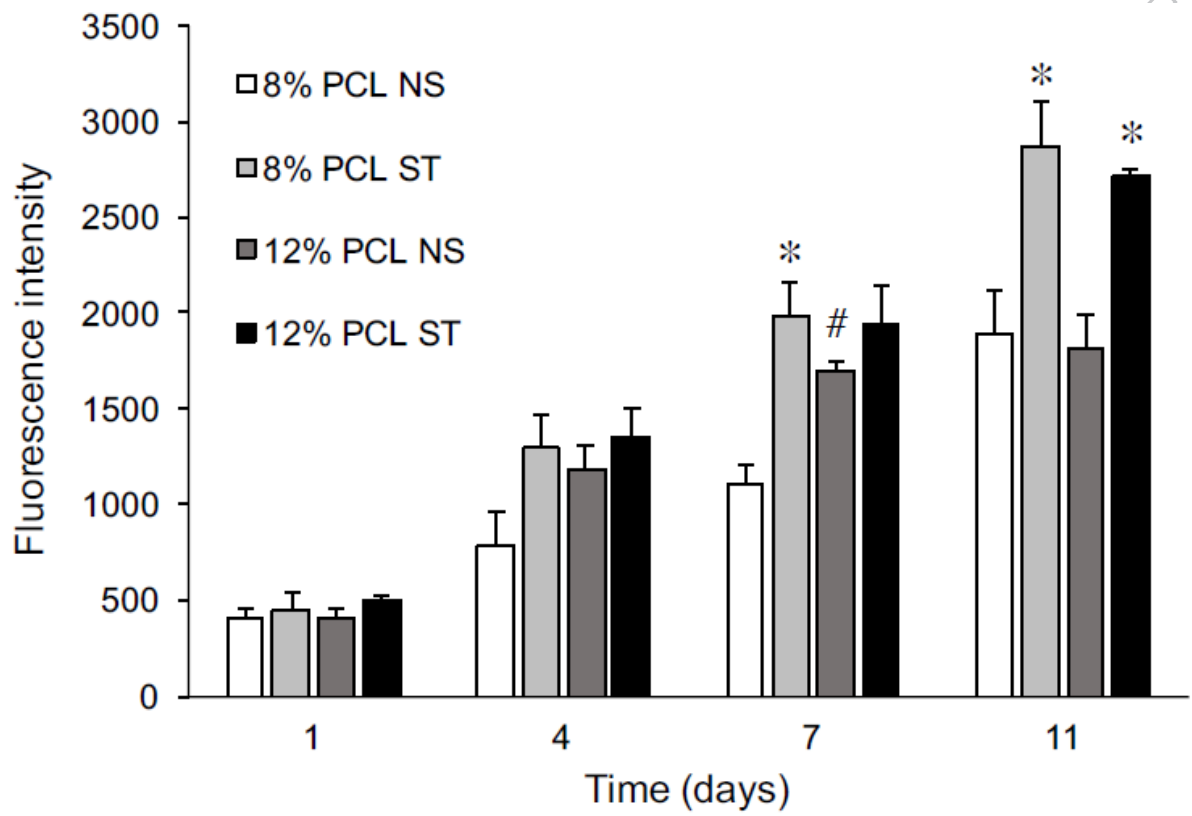 3500
3000
2500
2000
1500
1000
500
0
Fluorescence intensity
8% PCL NS
8% PCL ST
12% PCL NS
12% PCL ST
*
#
*
*
1 4 7 11
Time (days)